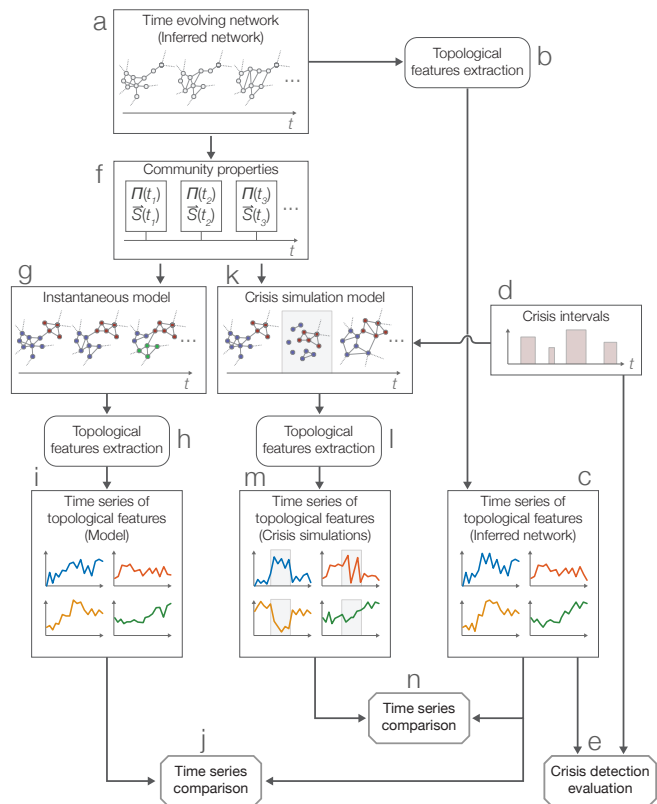 a
Time evolving network
(Inferred network)
...
t
b
Topological
features extraction
f
Community properties
Π(t₁)
S⃗(t₁)
Π(t₂)
S⃗(t₂)
Π(t₃)
S⃗(t₃)
...
g
Instantaneous model
...
t
k
Crisis simulation model
...
t
d
Crisis intervals
t
Topological
features extraction
h
Topological
features extraction
l
i
Time series of
topological features
(Model)
m
Time series of
topological features
(Crisis simulations)
c
Time series of
topological features
(Inferred network)
n
Time series
comparison
j
Time series
comparison
e
Crisis detection
evaluation